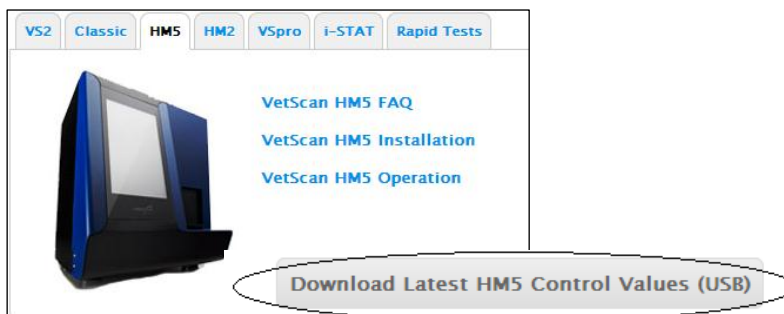 VS2 Classic HM5 HM2 VSpro i-STAT Rapid Tests
VetScan HM5 FAQ
VetScan HM5 Installation
VetScan HM5 Operation
Download Latest HM5 Control Values (USB)